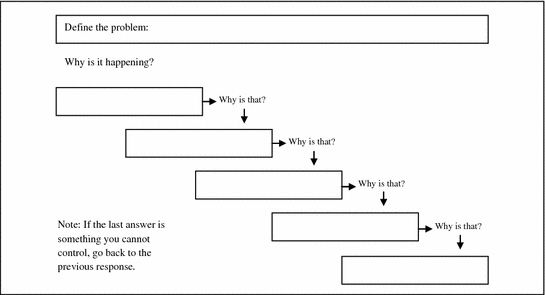 Define the problem:
Why is it happening?
Why is that?
Why is that?
Why is that?
Why is that?
Note: If the last answer is
something you cannot
control, go back to the
previous response.